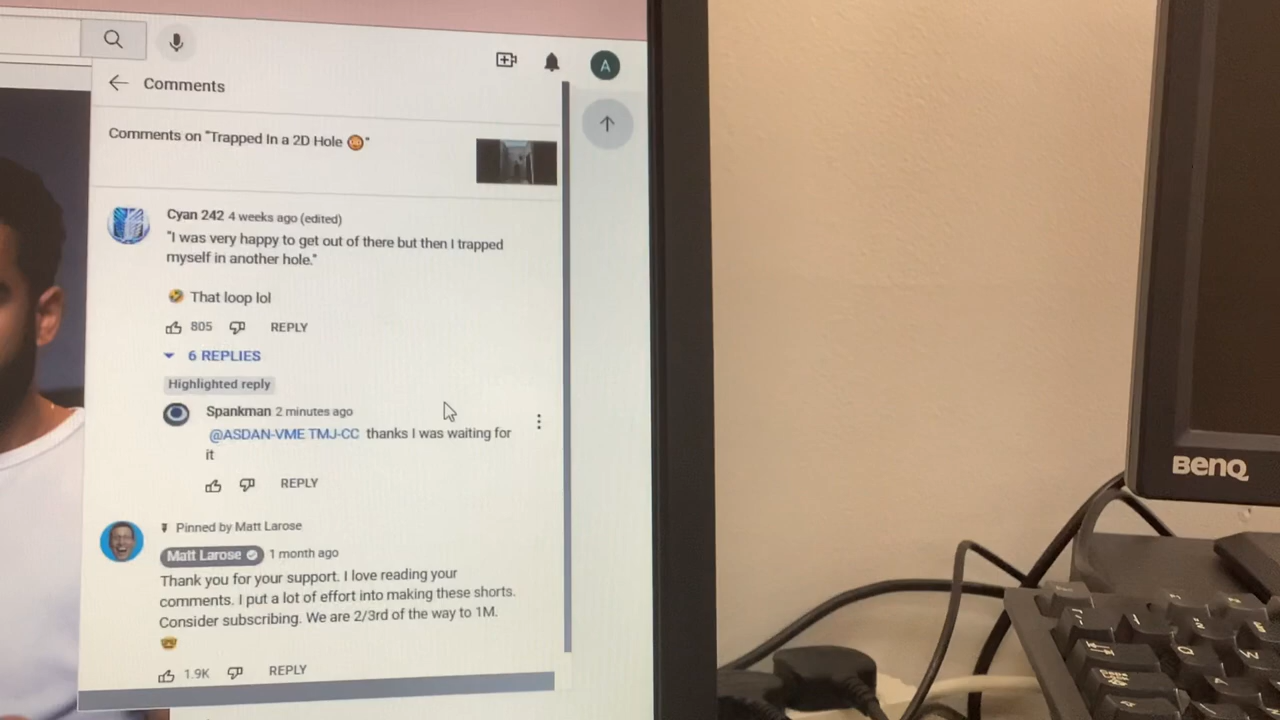 A
Comments
Comments on "Trapped In a 2D Hole 🥵"
Cyan 242 4 weeks ago (edited)
"I was very happy to get out of there but then I trapped
myself in another hole."
🤣 That loop lol
805 REPLY
6 REPLIES
Highlighted reply
Spankman 2 minutes ago
@ASDAN-VME TMJ-CC thanks I was waiting for
it
REPLY
Pinned by Matt Larose
Matt Larose 1 month ago
Thank you for your support. I love reading your
comments. I put a lot of effort into making these shorts.
Consider subscribing. We are 2/3rd of the way to 1M.
🤓
1.9K REPLY
BenQ